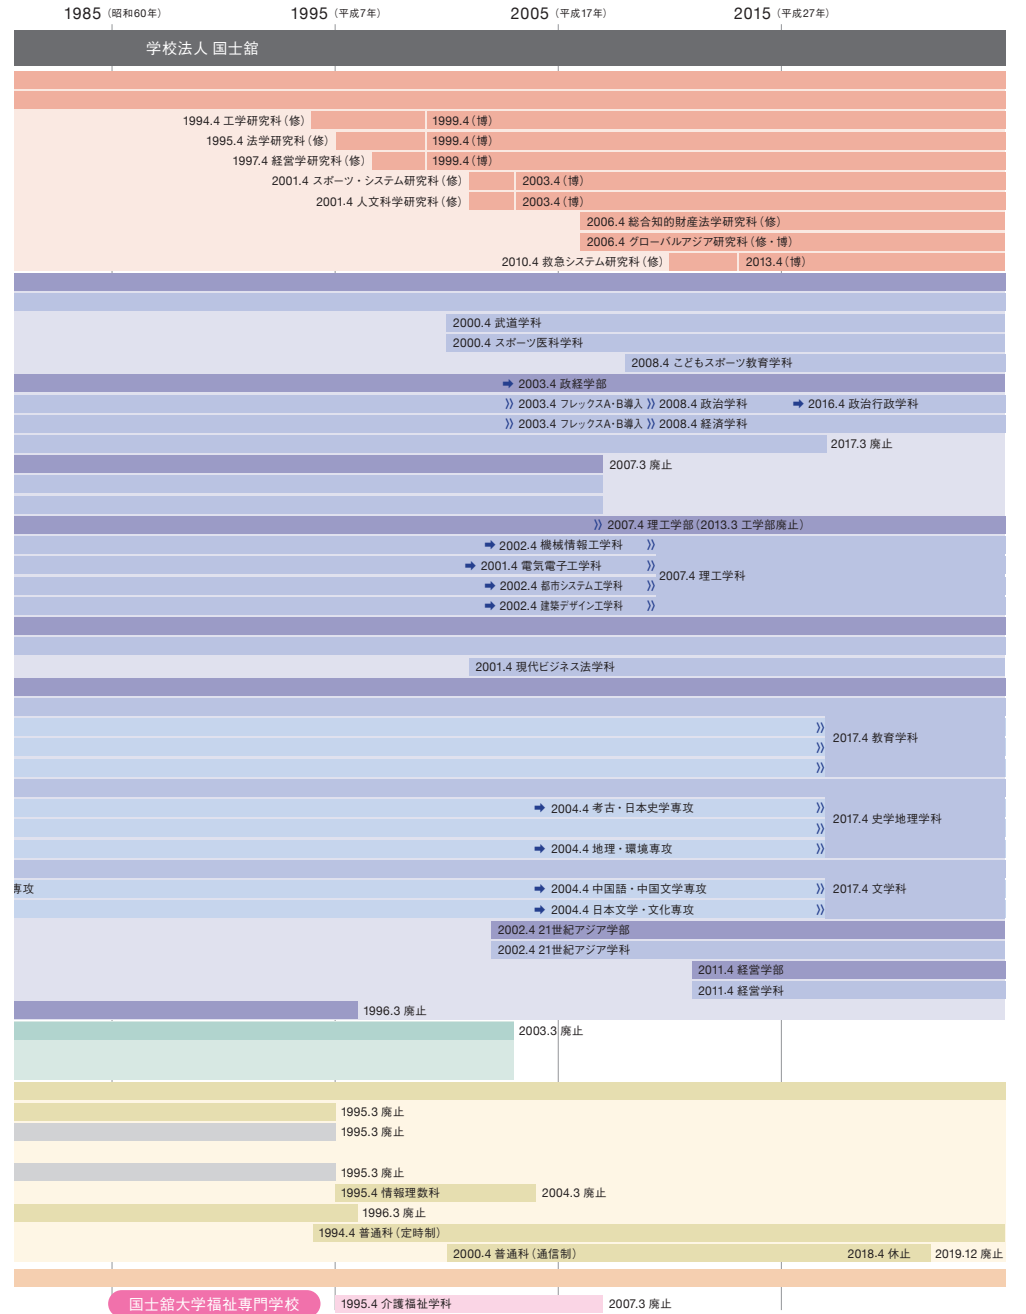 1985（昭和60年） 1995（平成7年） 2005（平成17年） 2015（平成27年）
学校法人 国士舘
1994.4 工学研究科（修） 1999.4（博）
1995.4 法学研究科（修） 1999.4（博）
1997.4 経営学研究科（修） 1999.4（博）
2001.4 スポーツ・システム研究科（修） 2003.4（博）
2001.4 人文科学研究科（修） 2003.4（博）
2006.4 総合知的財産法学研究科（修）
2006.4 グローバルアジア研究科（修・博）
2010.4 救急システム研究科（修） 2013.4（博）
2000.4 武道学科
2000.4 スポーツ医科学科
2008.4 こどもスポーツ教育学科
➡ 2003.4 政経学部
》 2003.4 フレックスA・B導入 》 2008.4 政治学科 ➡ 2016.4 政治行政学科
》 2003.4 フレックスA・B導入 》 2008.4 経済学科
2017.3 廃止
2007.3 廃止
》 2007.4 理工学部（2013.3 工学部廃止）
➡ 2002.4 機械情報工学科 》
➡ 2001.4 電気電子工学科 》
2007.4 理工学科
➡ 2002.4 都市システム工学科 》
➡ 2002.4 建築デザイン工学科 》
2001.4 現代ビジネス法学科
》
》 2017.4 教育学科
》
➡ 2004.4 考古・日本史学専攻 》
》 2017.4 史学地理学科
➡ 2004.4 地理・環境専攻 》
専攻 ➡ 2004.4 中国語・中国文学専攻 》 2017.4 文学科
➡ 2004.4 日本文学・文化専攻 》
2002.4 21世紀アジア学部
2002.4 21世紀アジア学科
2011.4 経営学部
2011.4 経営学科
1996.3 廃止
2003.3 廃止
1995.3 廃止
1995.3 廃止
1995.3 廃止
1995.4 情報理数科 2004.3 廃止
1996.3 廃止
1994.4 普通科（定時制）
2000.4 普通科（通信制） 2018.4 休止 2019.12 廃止
国士舘大学福祉専門学校 1995.4 介護福祉学科 2007.3 廃止